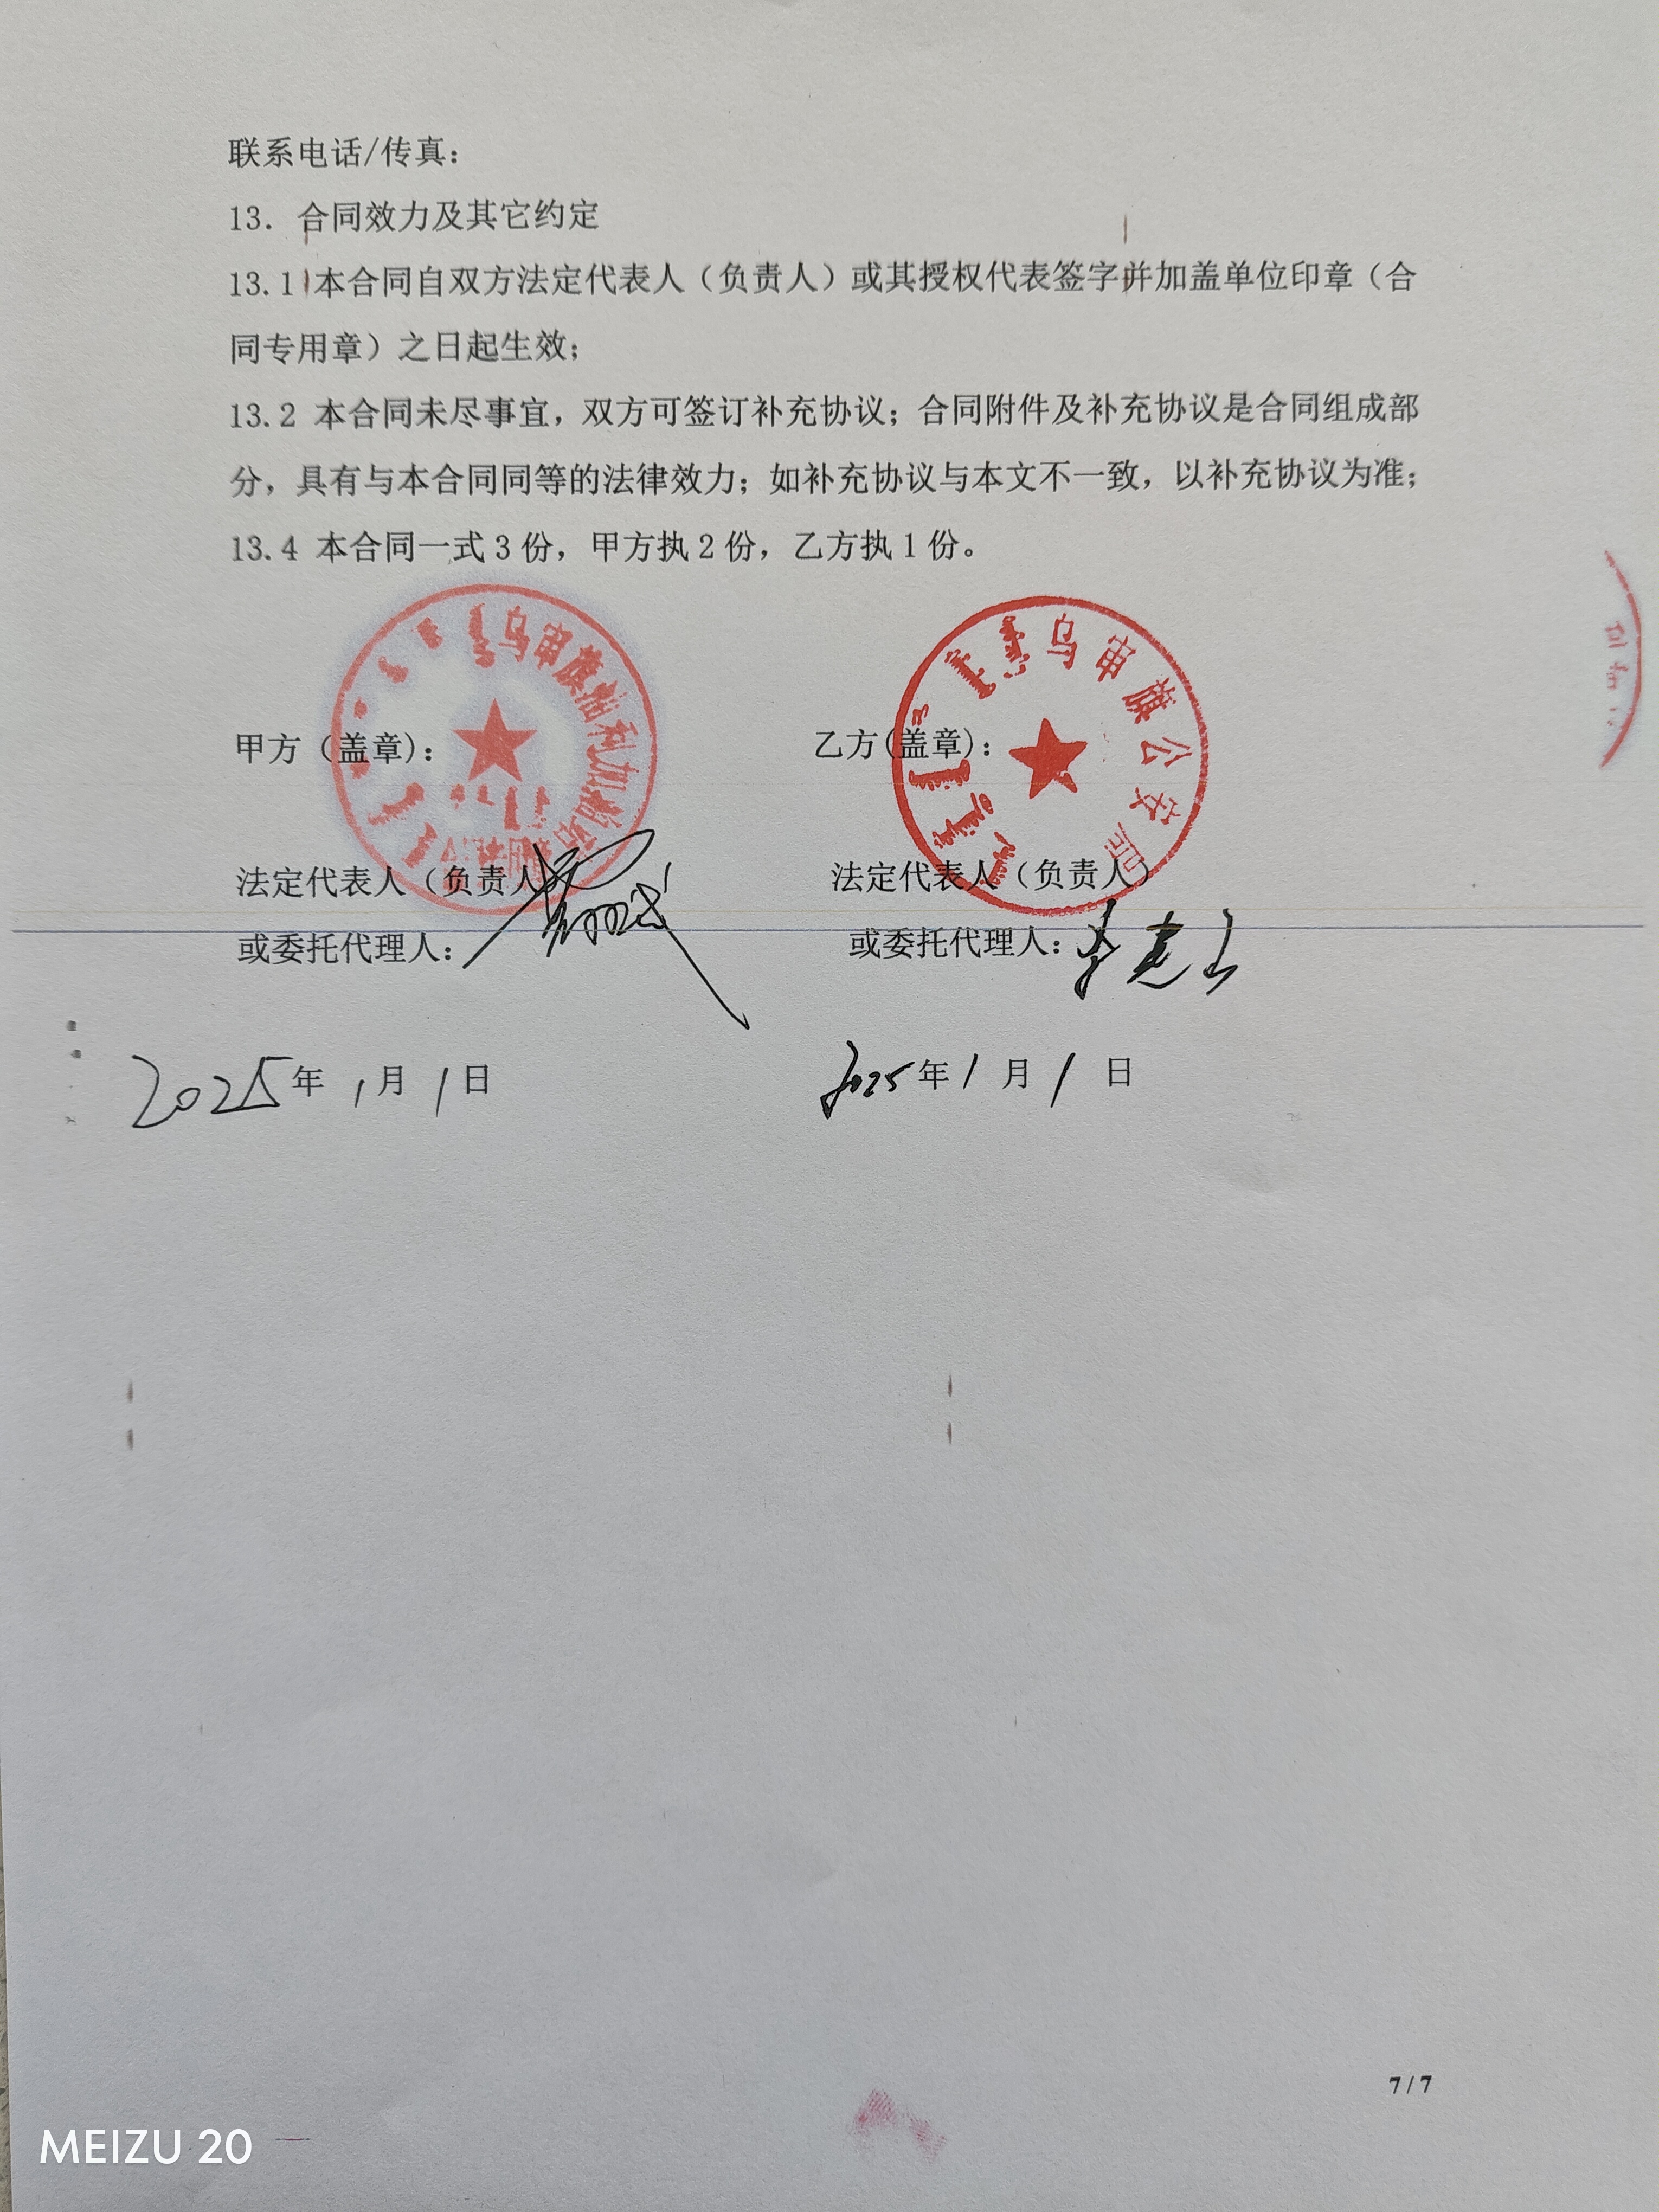 联系电话/传真：
13. 合同效力及其它约定
13.1 本合同自双方法定代表人（负责人）或其授权代表签字并加盖单位印章（合
同专用章）之日起生效；
13.2 本合同未尽事宜，双方可签订补充协议；合同附件及补充协议是合同组成部
分，具有与本合同同等的法律效力；如补充协议与本文不一致，以补充协议为准；
13.4 本合同一式3份，甲方执2份，乙方执1份。
乌审旗
利加油站
乌审旗公安局
甲方（盖章）： 乙方(盖章)：
法定代表人（负责人 法定代表人（负责人）
或委托代理人： 或委托代理人：
2025年1月1日 2025年1月1日
7/7
MEIZU 20